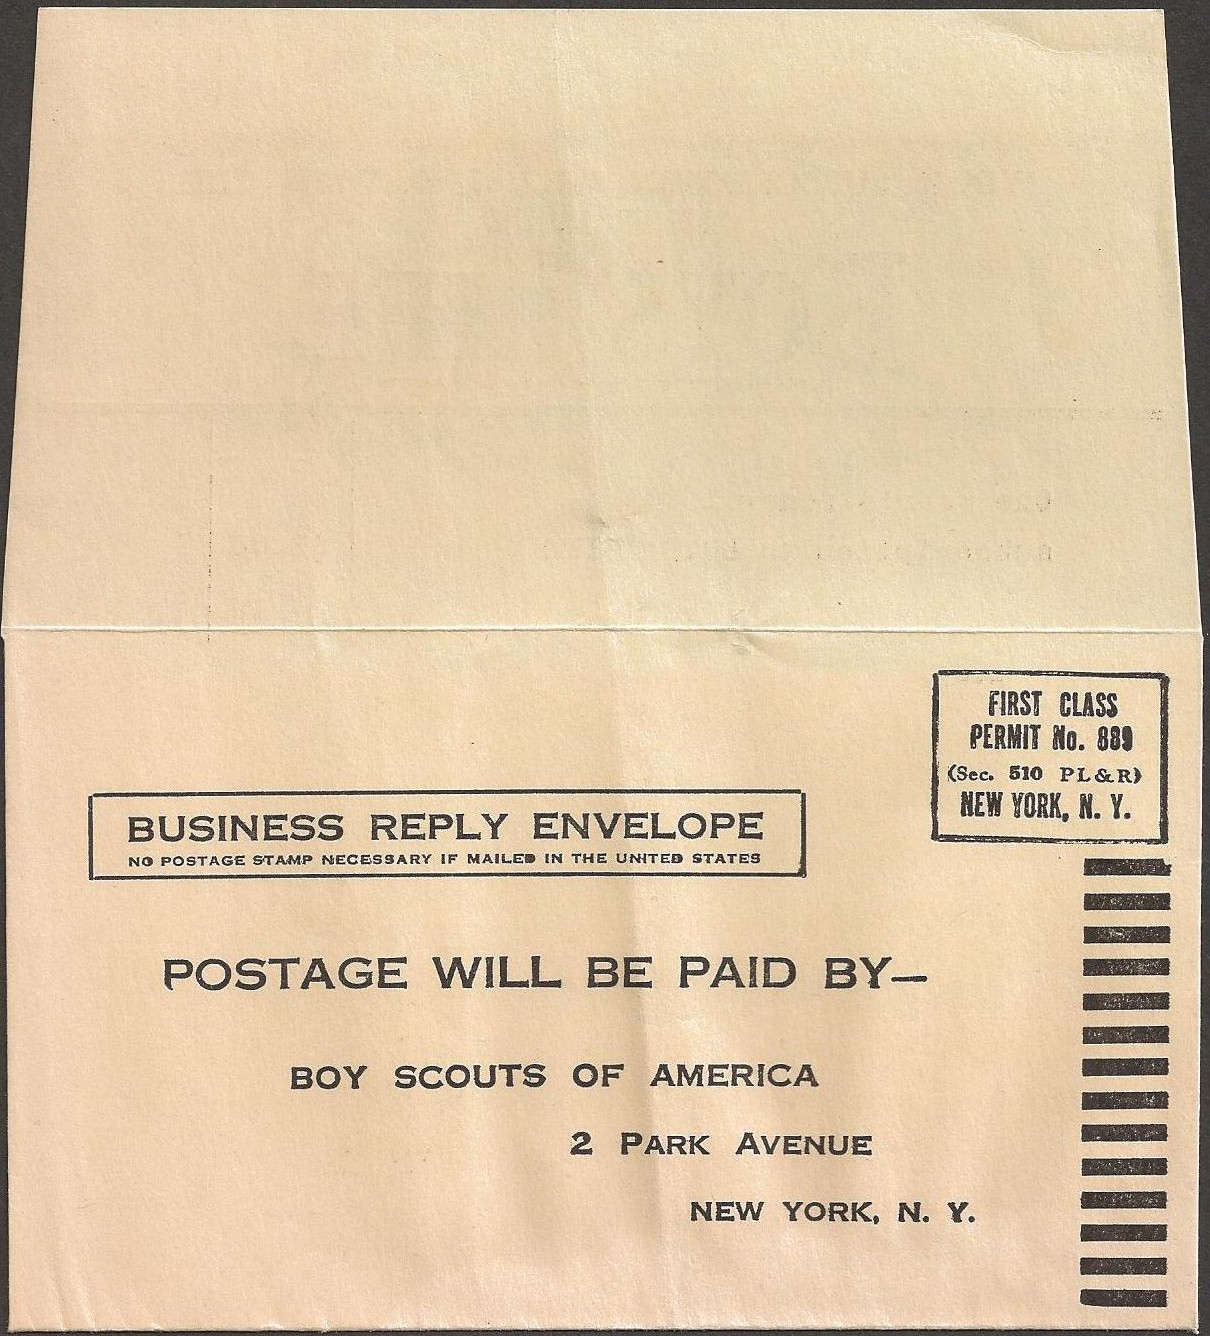 FIRST CLASS
PERMIT No. 889
(Sec. 510 PL&R)
NEW YORK, N. Y.
BUSINESS REPLY ENVELOPE
NO POSTAGE STAMP NECESSARY IF MAILED IN THE UNITED STATES
POSTAGE WILL BE PAID BY—
BOY SCOUTS OF AMERICA
2 PARK AVENUE
NEW YORK, N. Y.